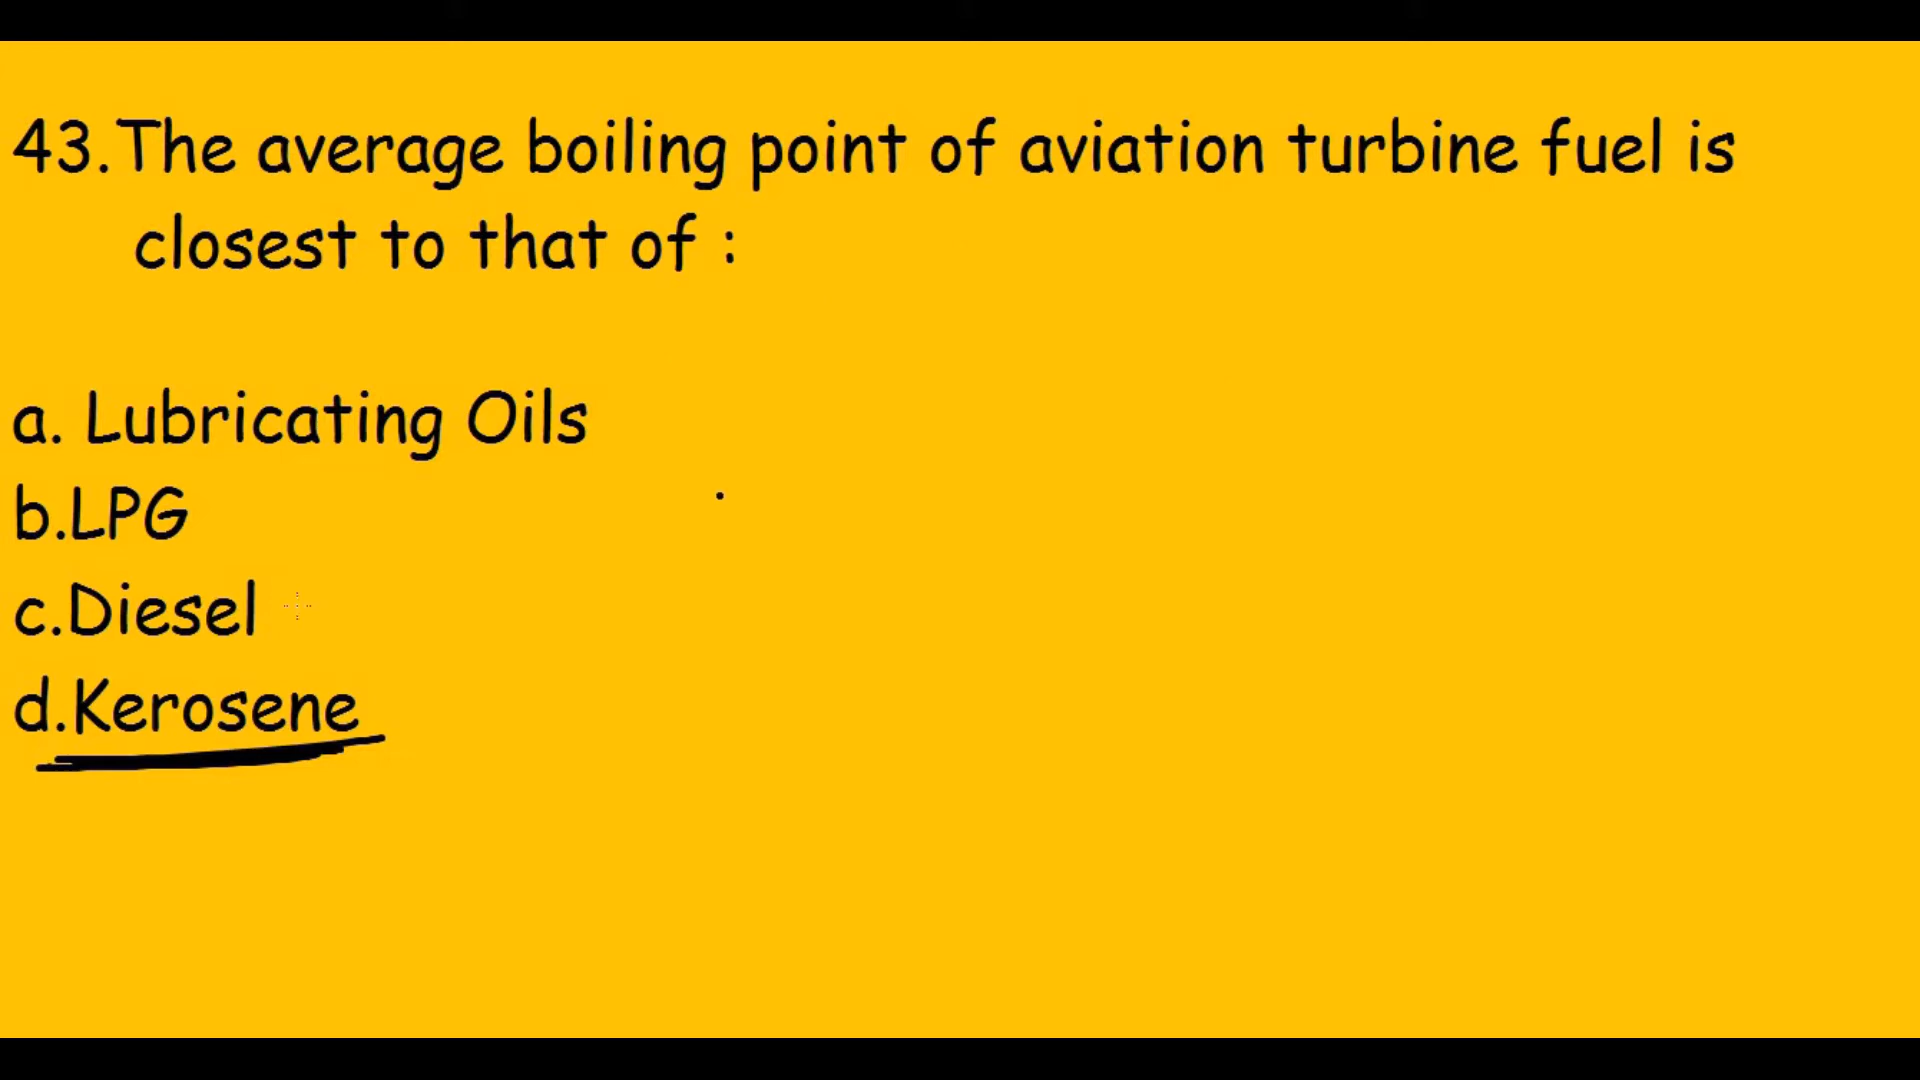 43.The average boiling point of aviation turbine fuel is
closest to that of :
a. Lubricating Oils
b.LPG
c.Diesel
d.Kerosene